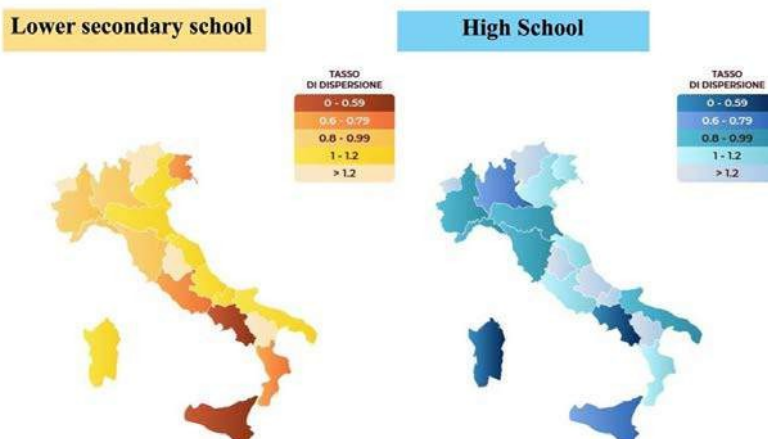 Lower secondary school
High School
TASSO
DI DISPERSIONE
0 - 0.59
0.6 - 0.79
0.8 - 0.99
1 - 1.2
> 1.2
TASSO
DI DISPERSIONE
0 - 0.59
0.6 - 0.79
0.8 - 0.99
1 - 1.2
> 1.2